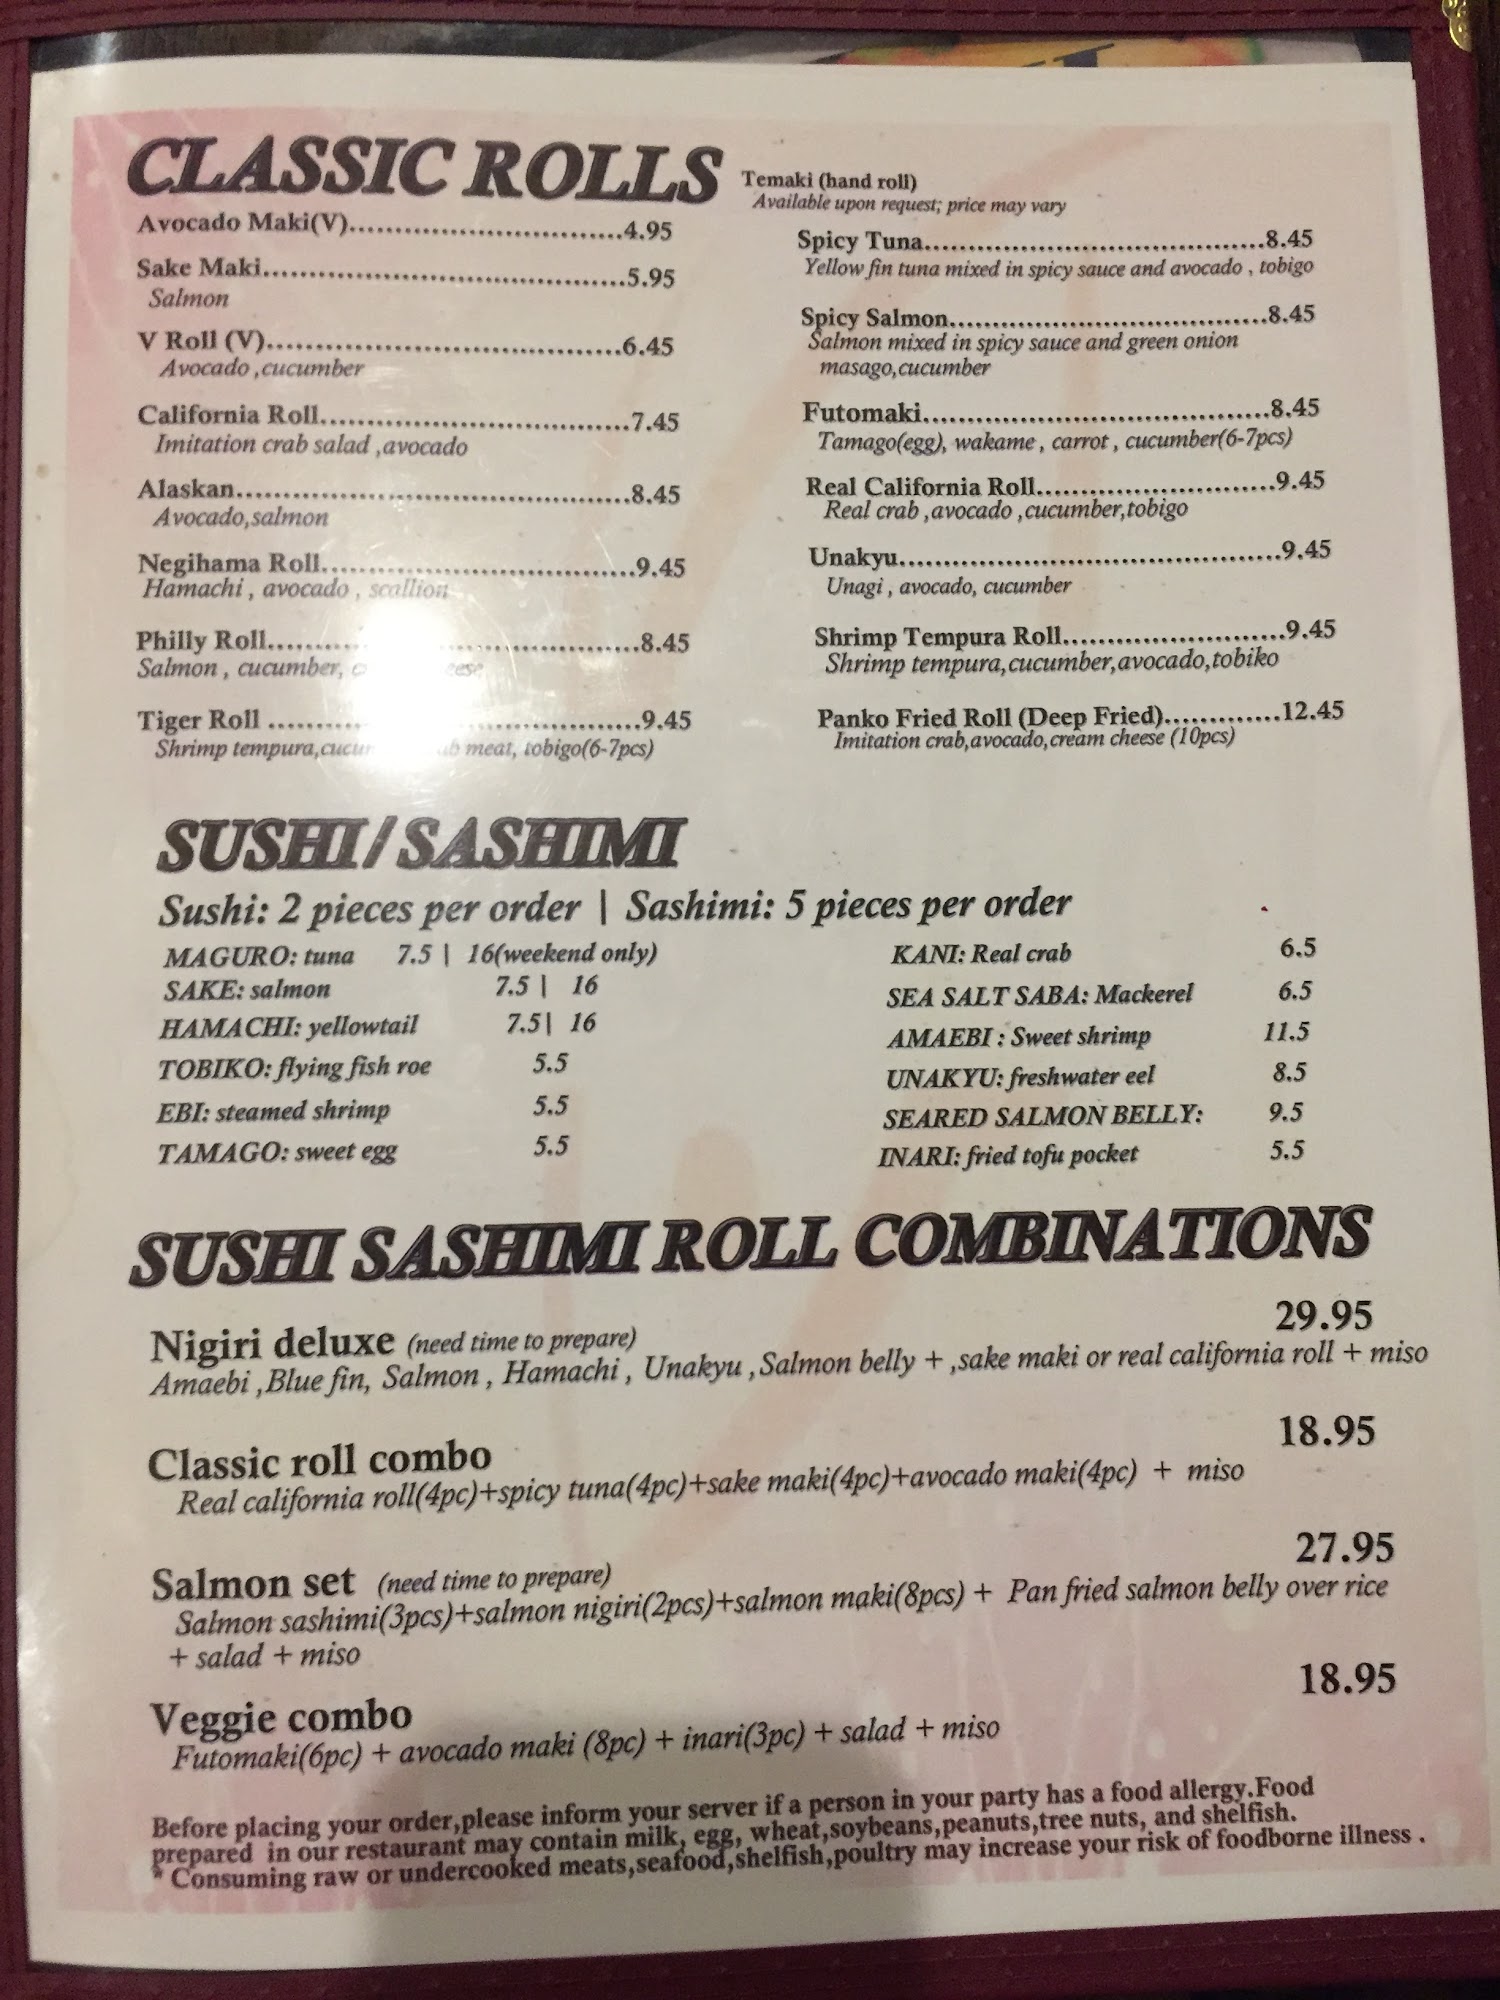 CLASSIC ROLLS
Temaki (hand roll)
Available upon request; price may vary
Avocado Maki(V)..............................4.95
Sake Maki.......................................5.95
Salmon
V Roll (V)......................................6.45
Avocado ,cucumber
California Roll.................................7.45
Imitation crab salad ,avocado
Alaskan..........................................8.45
Avocado,salmon
Negihama Roll..................................9.45
Hamachi , avocado , scallion
Philly Roll........................................8.45
Salmon , cucumber,
Tiger Roll ........................................9.45
Shrimp tempura, meat, tobigo(6-7pcs)
Spicy Tuna.....................................8.45
Yellow fin tuna mixed in spicy sauce and avocado , tobigo
Spicy Salmon...................................8.45
Salmon mixed in spicy sauce and green onion
masago,cucumber
Futomaki......................................8.45
Tamago(egg), wakame , carrot , cucumber(6-7pcs)
Real California Roll..........................9.45
Real crab ,avocado ,cucumber,tobigo
Unakyu.........................................9.45
Unagi , avocado, cucumber
Shrimp Tempura Roll........................9.45
Shrimp tempura,cucumber,avocado,tobiko
Panko Fried Roll (Deep Fried).............12.45
Imitation crab,avocado,cream cheese (10pcs)
SUSHI/SASHIMI
Sushi: 2 pieces per order | Sashimi: 5 pieces per order
MAGURO: tuna 7.5 | 16(weekend only)
SAKE: salmon 7.5 | 16
HAMACHI: yellowtail 7.5| 16
TOBIKO: flying fish roe 5.5
EBI: steamed shrimp 5.5
TAMAGO: sweet egg 5.5
KANI: Real crab 6.5
SEA SALT SABA: Mackerel 6.5
AMAEBI : Sweet shrimp 11.5
UNAKYU: freshwater eel 8.5
SEARED SALMON BELLY: 9.5
INARI: fried tofu pocket 5.5
SUSHI SASHIMI ROLL COMBINATIONS
Nigiri deluxe (need time to prepare) 29.95
Amaebi ,Blue fin, Salmon , Hamachi , Unakyu ,Salmon belly + ,sake maki or real california roll + miso
Classic roll combo 18.95
Real california roll(4pc)+spicy tuna(4pc)+sake maki(4pc)+avocado maki(4pc) + miso
Salmon set (need time to prepare) 27.95
Salmon sashimi(3pcs)+salmon nigiri(2pcs)+salmon maki(8pcs) + Pan fried salmon belly over rice
+ salad + miso
Veggie combo 18.95
Futomaki(6pc) + avocado maki (8pc) + inari(3pc) + salad + miso
Before placing your order,please inform your server if a person in your party has a food allergy.Food
prepared in our restaurant may contain milk, egg, wheat,soybeans,peanuts,tree nuts, and shelfish.
* Consuming raw or undercooked meats,seafood,shelfish,poultry may increase your risk of foodborne illness .